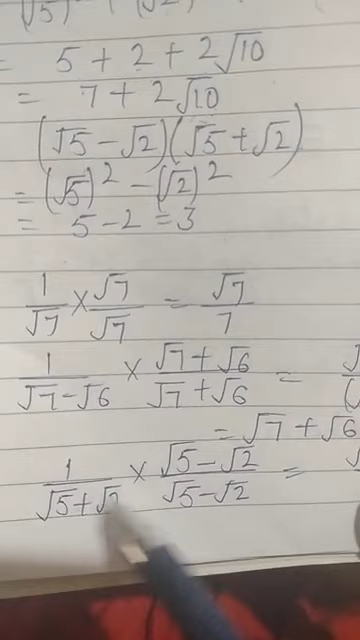 = 5 + 2 + 2√10
= 7 + 2√10
(√5 − √2)(√5 + √2)
= (√5)² − (√2)²
= 5 − 2 = 3
1/√7 × √7/√7 = √7/7
1/(√7 − √6) × (√7 + √6)/(√7 + √6) =
= √7 + √6
1/(√5 + √2) × (√5 − √2)/(√5 − √2) =